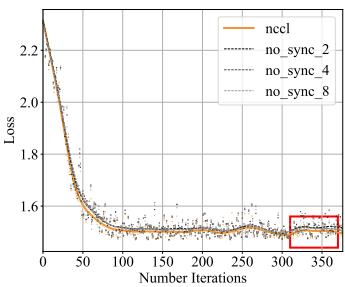 nccl
no_sync_2
no_sync_4
no_sync_8
2.2
2.0
1.8
1.6
Loss
0 50 100 150 200 250 300 350
Number Iterations